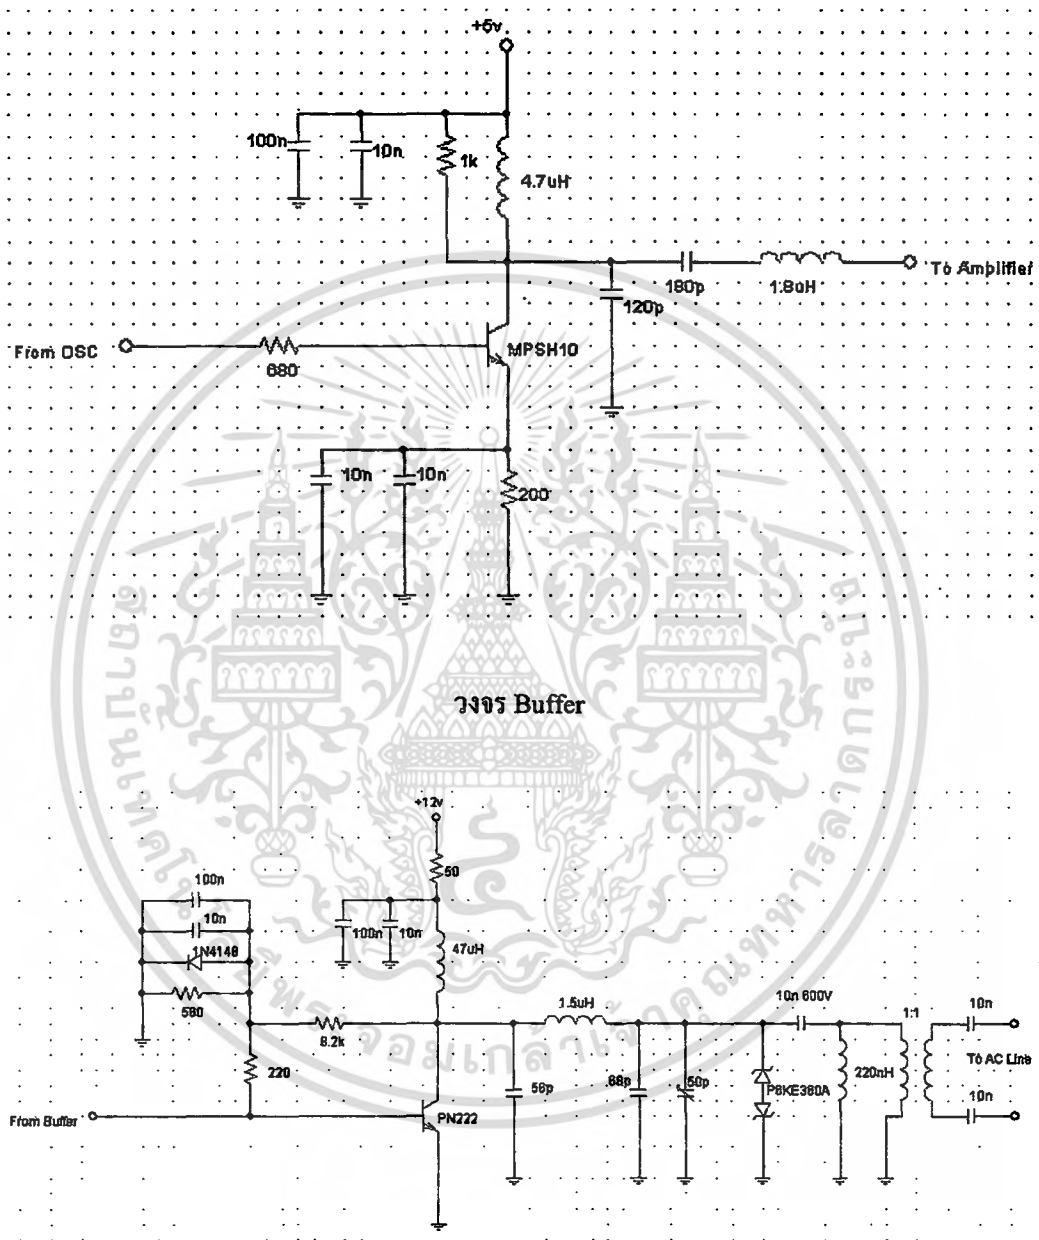 +5v
100n
10n
1k
4.7uH
180p
1.8uH
To Amplifier
120p
From OSC
680
MPSH10
10n
10n
200
วงจร Buffer
+12v
50
100n
10n
1N4148
580
100n
10n
47uH
8.2k
220
1.5uH
10n 600V
1:1
10n
To AC Line
10n
56p
68p
50p
P6KE380A
220nH
From Buffer
PN222